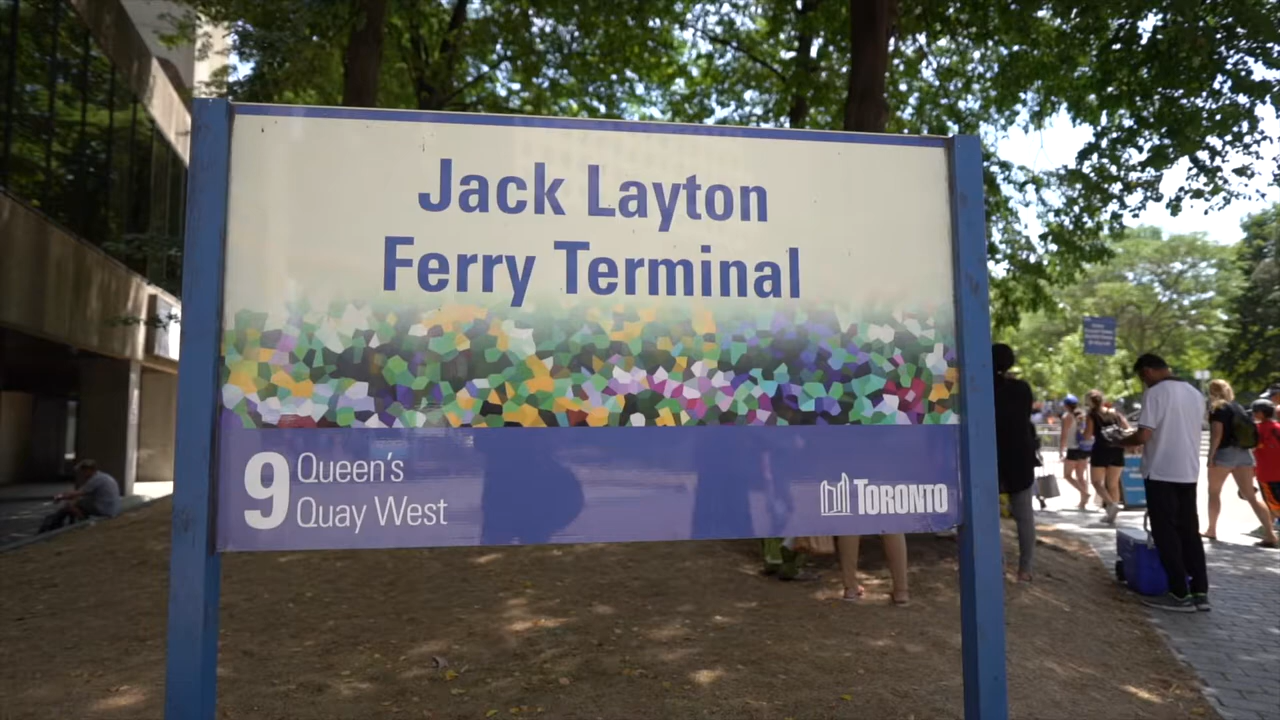 Jack Layton
Ferry Terminal
9 Queen's
Quay West
TORONTO